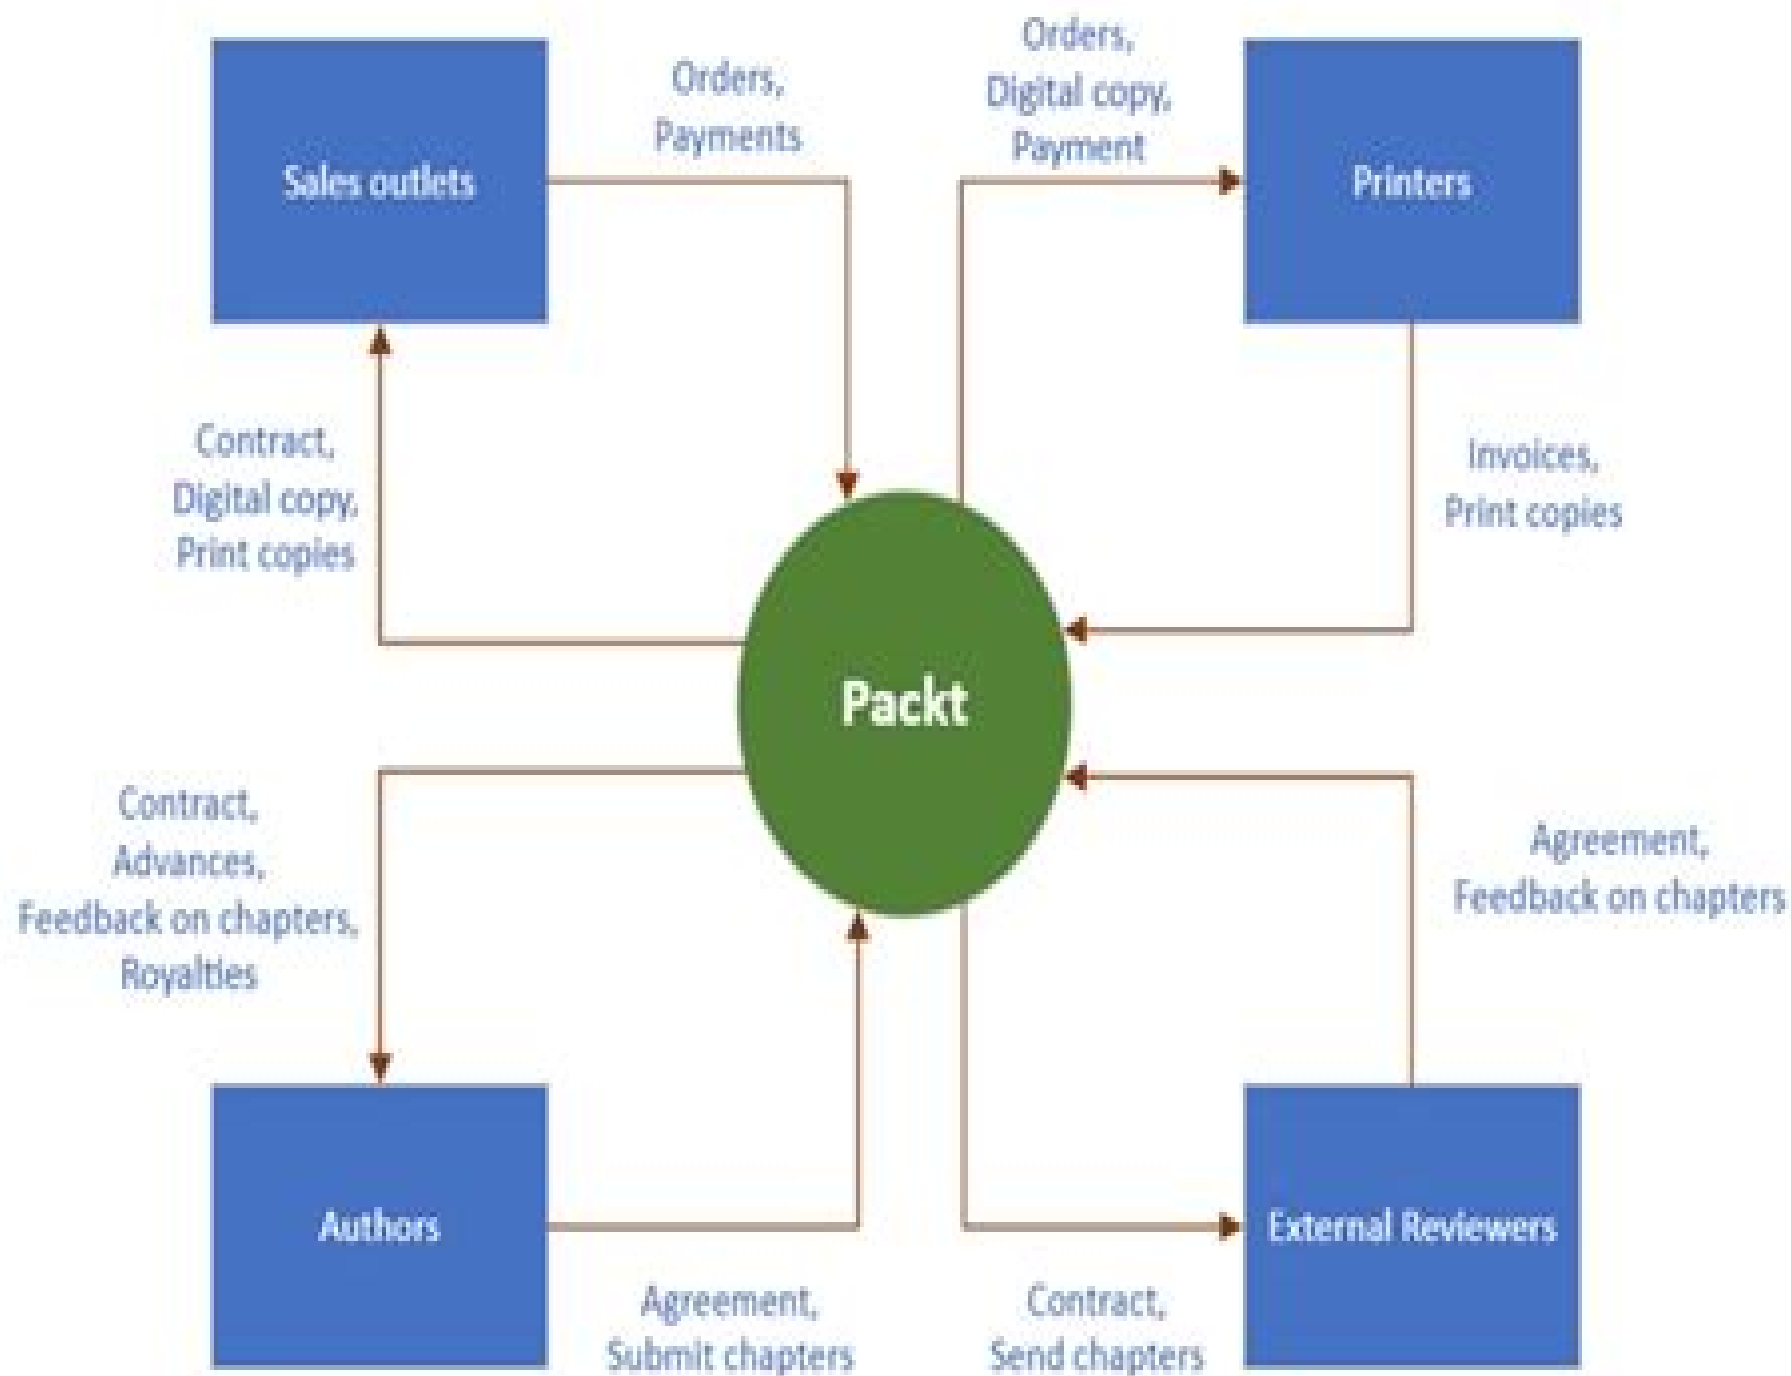 Orders,
Payments
Orders,
Digital copy,
Payment
Sales outlets
Printers
Contract,
Digital copy,
Print copies
Invoices,
Print copies
Packt
Contract,
Advances,
Feedback on chapters,
Royalties
Agreement,
Feedback on chapters
Authors
External Reviewers
Agreement,
Submit chapters
Contract,
Send chapters